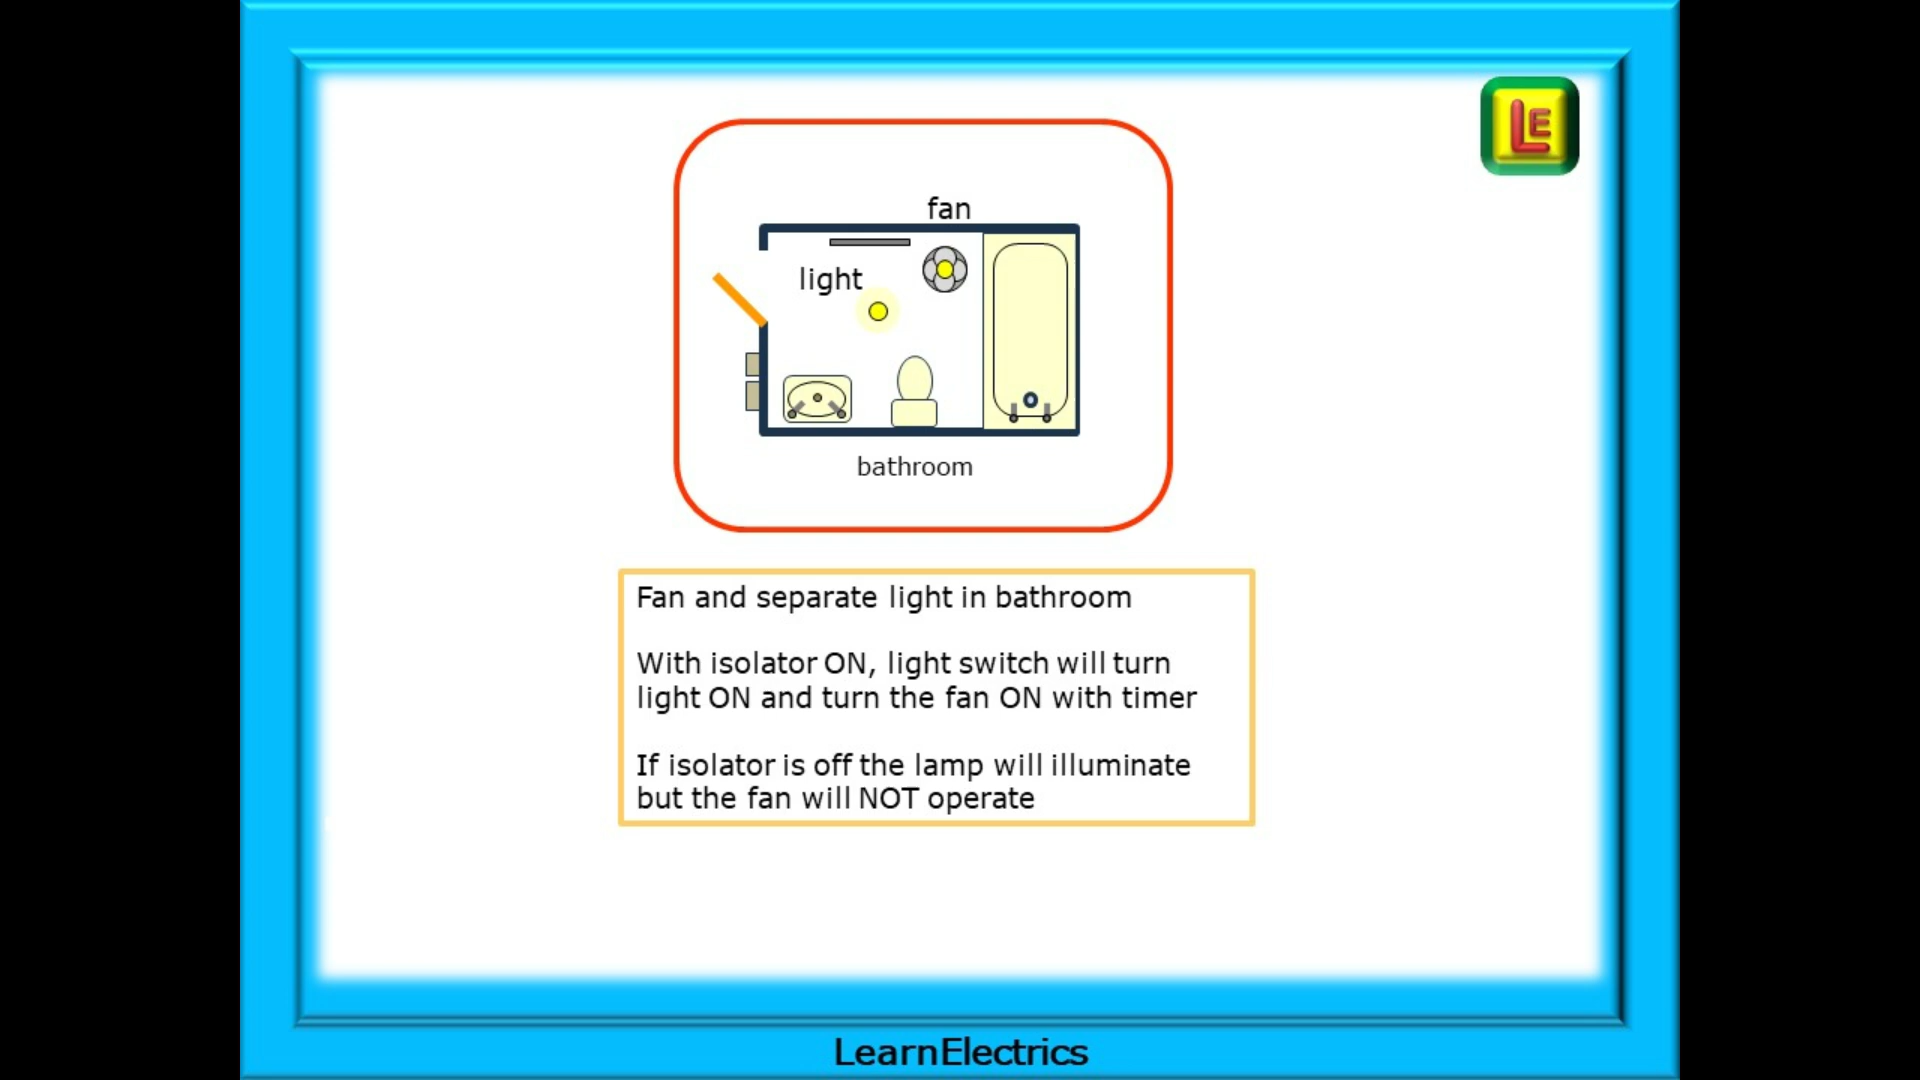 LE
fan
light
bathroom
Fan and separate light in bathroom
With isolator ON, light switch will turn
light ON and turn the fan ON with timer
If isolator is off the lamp will illuminate
but the fan will NOT operate
LearnElectrics